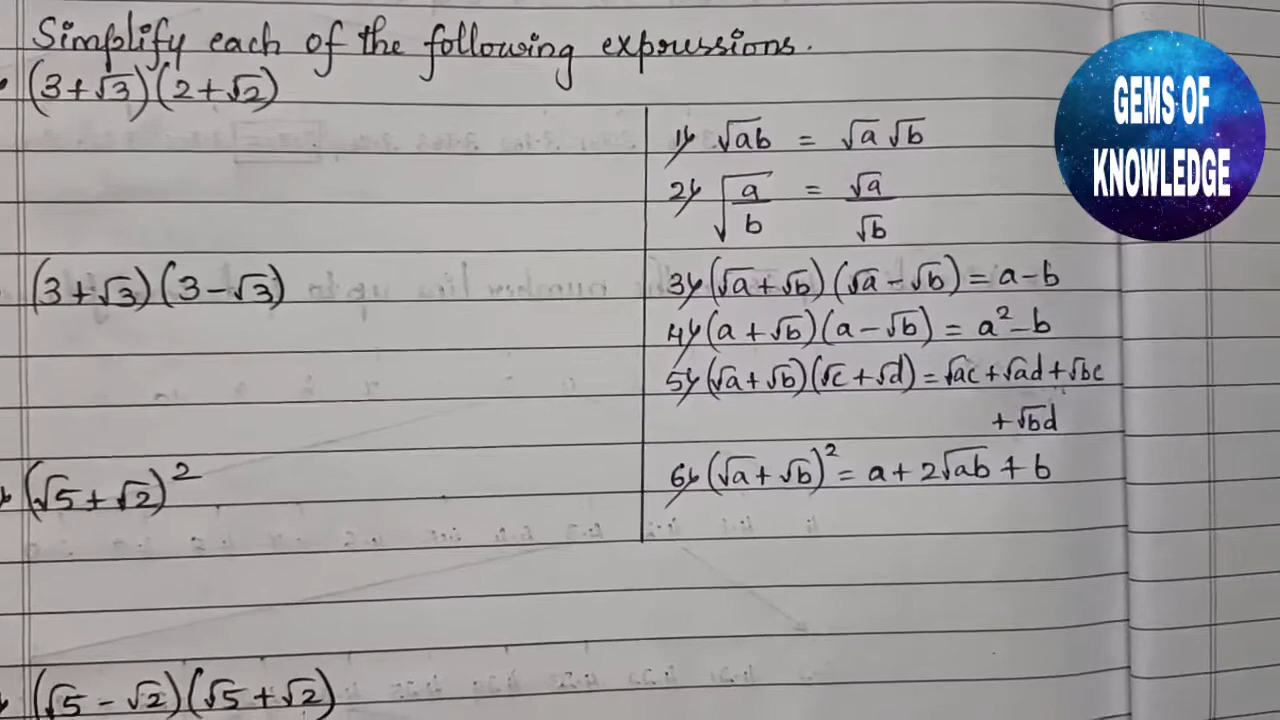 Simplify each of the following expressions.
(3+√3)(2+√2)
(3+√3)(3-√3)
(√5+√2)²
(√5-√2)(√5+√2)
1) √ab = √a √b
2) √(a/b) = √a/√b
3) (√a+√b)(√a-√b) = a-b
4) (a+√b)(a-√b) = a²-b
5) (√a+√b)(√c+√d) = √ac+√ad+√bc
+√bd
6) (√a+√b)² = a+2√ab+b
GEMS OF
KNOWLEDGE